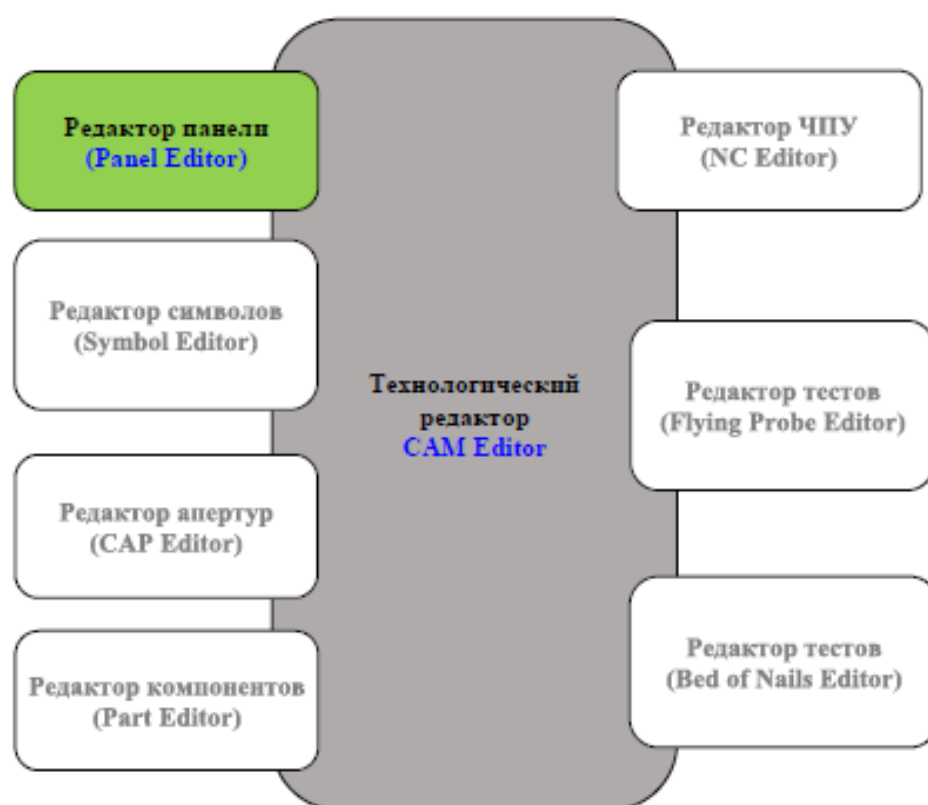 Редактор панели
(Panel Editor)
Редактор символов
(Symbol Editor)
Редактор апертур
(CAP Editor)
Редактор компонентов
(Part Editor)
Технологический
редактор
CAM Editor
Редактор ЧПУ
(NC Editor)
Редактор тестов
(Flying Probe Editor)
Редактор тестов
(Bed of Nails Editor)